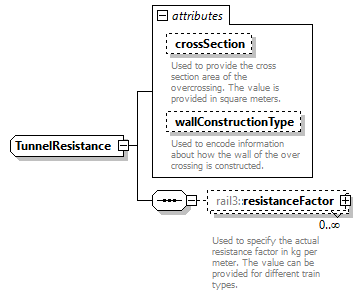 attributes
crossSection
Used to provide the cross
section area of the
overcrossing. The value is
provided in square meters.
wallConstructionType
Used to encode information
about how the wall of the over
crossing is constructed.
TunnelResistance
rail3::resistanceFactor
0..∞
Used to specify the actual
resistance factor in kg per
meter. The value can be
provided for different train
types.